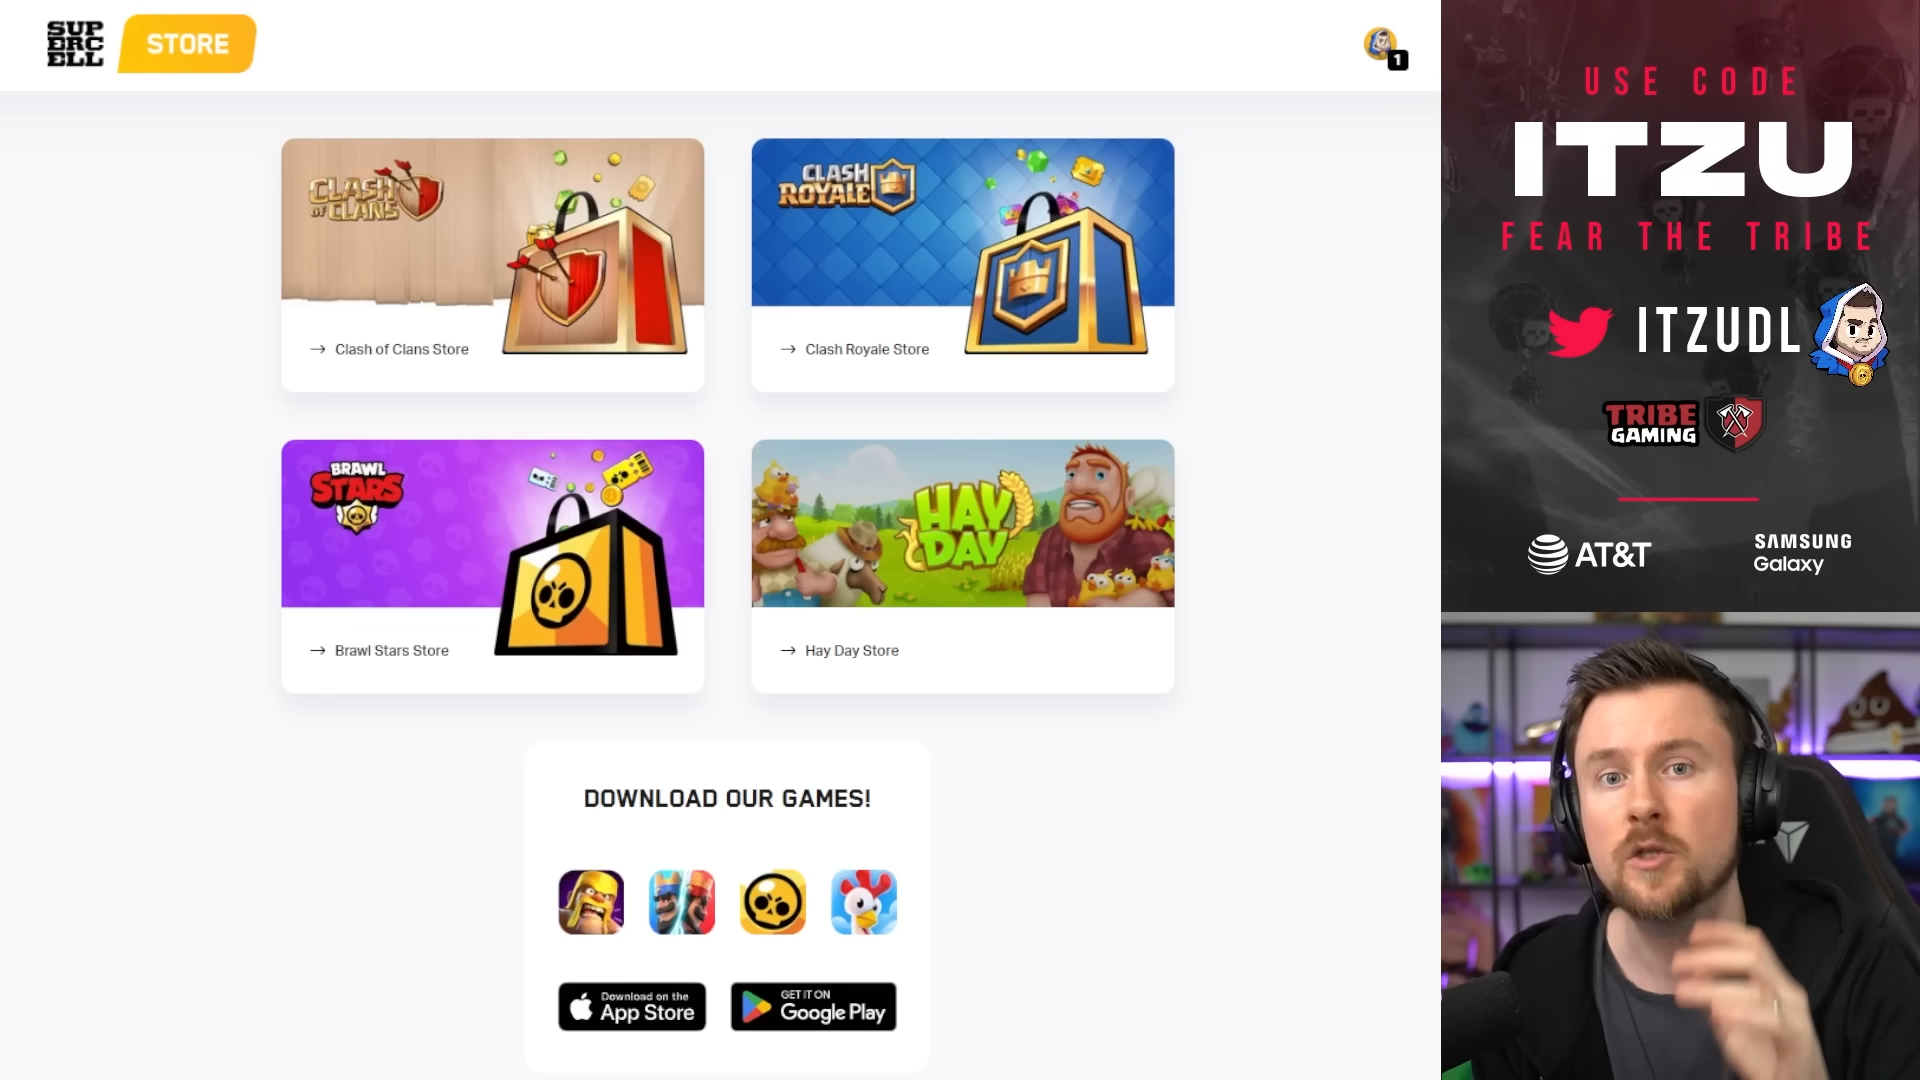 SUP
ERC
ELL
STORE
1
CLASH
OF CLANS
CLASH
ROYALE
→ Clash of Clans Store
→ Clash Royale Store
BRAWL
STARS
HAY
DAY
→ Brawl Stars Store
→ Hay Day Store
DOWNLOAD OUR GAMES!
Download on the
App Store
GET IT ON
Google Play
USE CODE
ITZU
FEAR THE TRIBE
ITZUDL
TRIBE
GAMING
AT&T
SAMSUNG
Galaxy